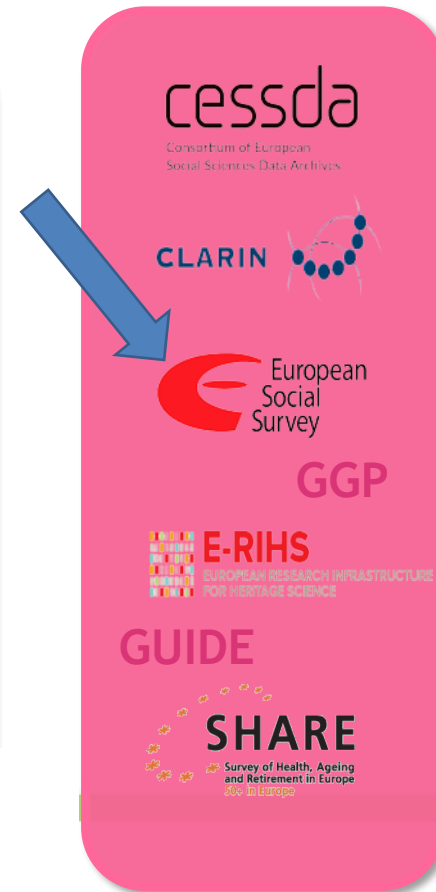 cessda
Consortium of European
Social Sciences Data Archives
CLARIN
European
Social
Survey
GGP
E-RIHS
EUROPEAN RESEARCH INFRASTRUCTURE
FOR HERITAGE SCIENCE
GUIDE
SHARE
Survey of Health, Ageing
and Retirement in Europe
50+ in Europe